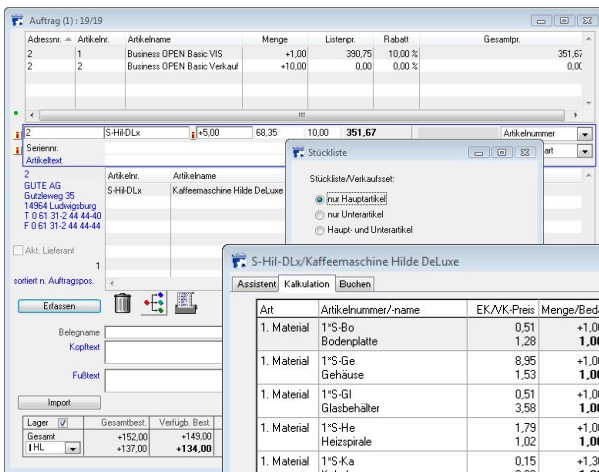 Auftrag (1) : 19/19
Adressnr. Artikelnr. Artikelname Menge Listenpr. Rabatt Gesamtpr.
2 1 Business OPEN Basic VIS +1,00 390,75 10,00 % 351,67
2 2 Business OPEN Basic Verkauf +10,00 0,00 0,00 % 0,00
2 S-Hil-DLx +5,00 68,35 10,00 351,67 Artikelnummer
Seriennr. art
Artikeltext
2 Artikelnr. Artikelname
GUTE AG S-Hil-DLx Kaffeemaschine Hilde DeLuxe
Gutzleweg 35
14964 Ludwigsburg
T 0 61 31-2 44 44-40
F 0 61 31-2 44 44-44
Akt. Lieferant
1
sortiert n. Auftragspos.
Erfassen
Belegname
Kopftext
Fußtext
Import
Lager Gesamtbest. Verfügb. Best.
Gesamt +152,00 +149,00
1HL +137,00 +134,00
Stückliste
Stückliste/Verkaufsset:
nur Hauptartikel
nur Unterartikel
Haupt- und Unterartikel
S-Hil-DLx/Kaffeemaschine Hilde DeLuxe
Assistent Kalkulation Buchen
Art Artikelnummer/-name EK/VK-Preis Menge/Beda
1. Material 1*S-Bo 0,51 +1,00
Bodenplatte 1,28 1,00
1. Material 1*S-Ge 8,95 +1,00
Gehäuse 1,53 1,00
1. Material 1*S-Gl 0,51 +1,00
Glasbehälter 3,58 1,00
1. Material 1*S-He 1,79 +1,00
Heizspirale 1,02 1,00
1. Material 1*S-Ka 0,15 +1,30